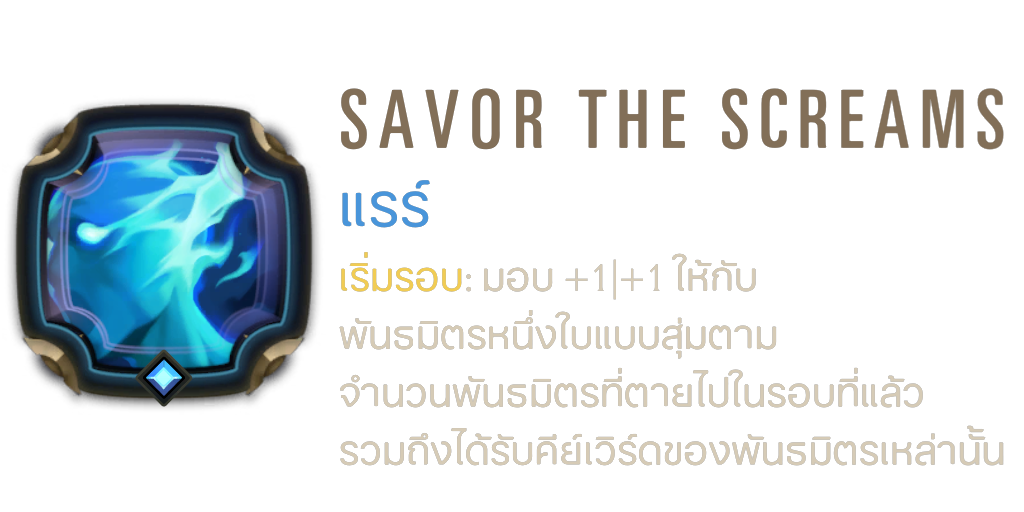 SAVOR THE SCREAMS
แรร์
เริ่มรอบ: มอบ +1|+1 ให้กับ
พันธมิตรหนึ่งใบแบบสุ่มตาม
จำนวนพันธมิตรที่ตายไปในรอบที่แล้ว
รวมถึงได้รับคีย์เวิร์ดของพันธมิตรเหล่านั้น